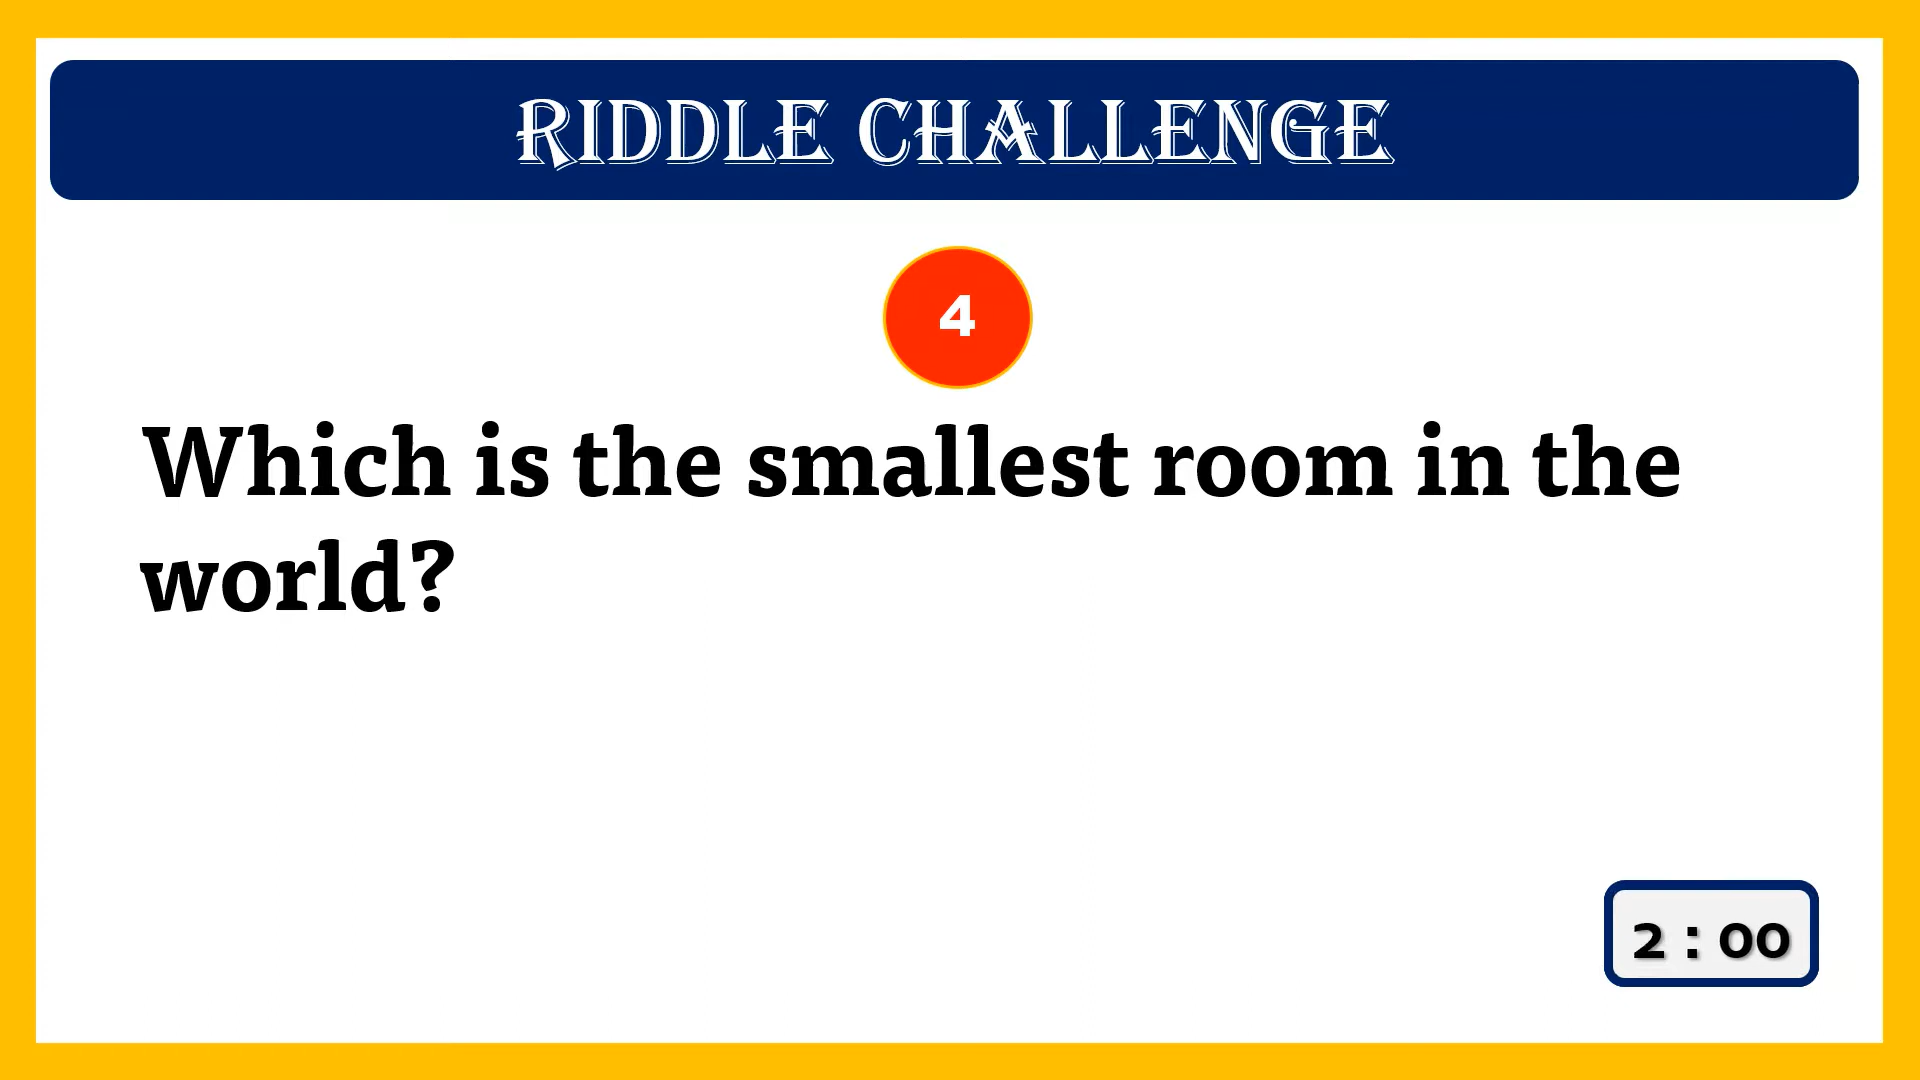 RIDDLE CHALLENGE
4
Which is the smallest room in the
world?
2 : 00